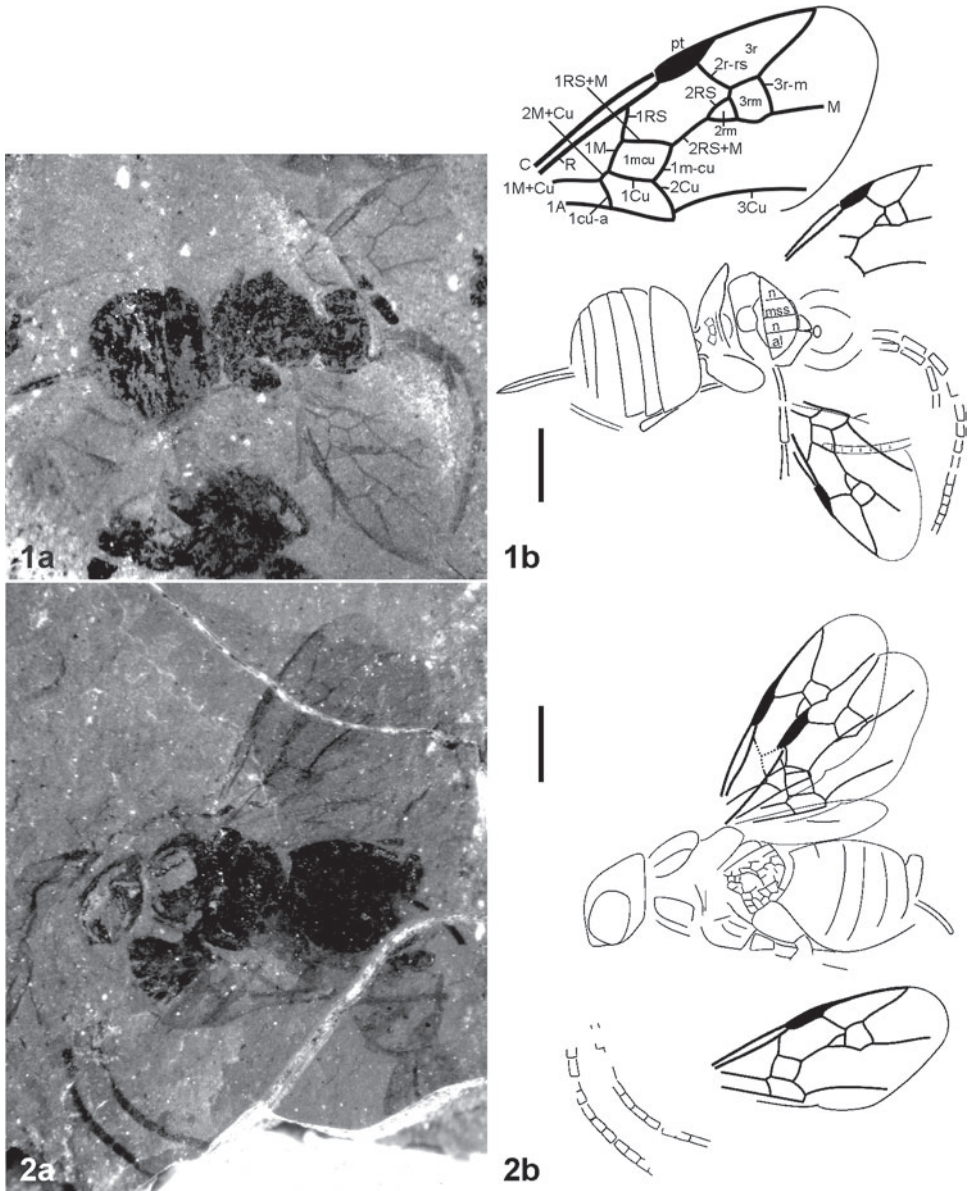 pt
3r
2r-rs
3r-m
1RS+M
2RS
3rm
M
2M+Cu
1RS
2rm
1M
2RS+M
1mcu
C
R
1m-cu
1M+Cu
1Cu
2Cu
1A
3Cu
1cu-a
n
mss
n
al
1a
1b
2a
2b